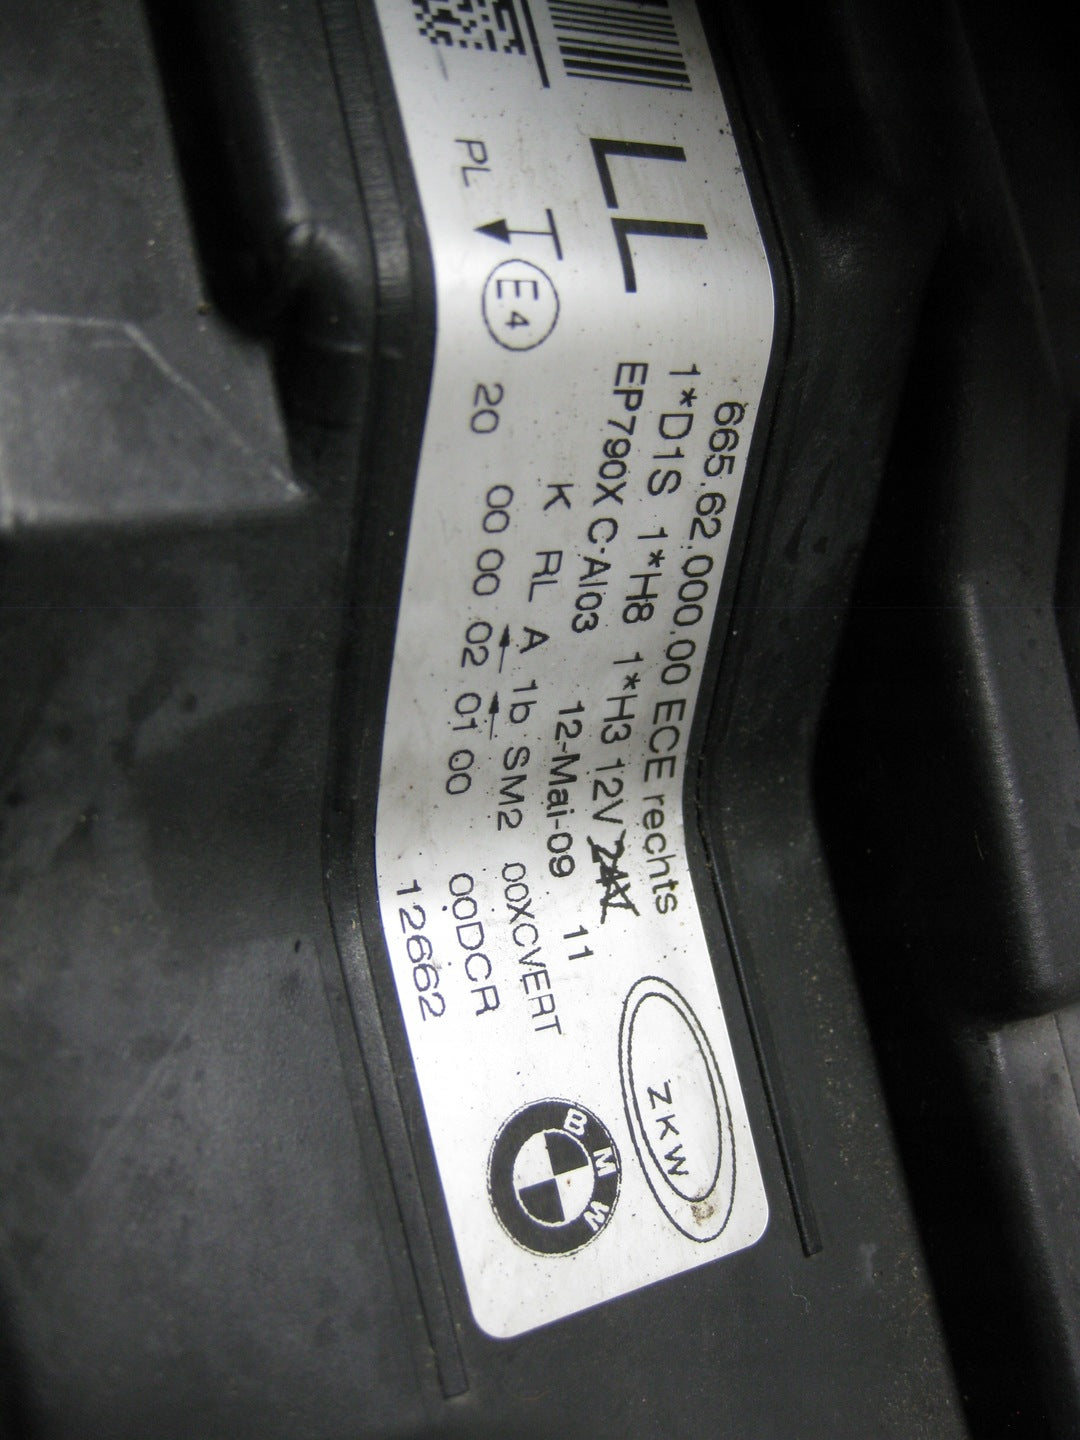 665.62.000.00 ECE rechts
1*D1S 1*H8 1*H3 12V
EP790X C-AI03 12-Mai-09 11
LL
K RL A 1b SM2 00XCVERT
20 00 00 02 01 00 00DCR
12662
PL
E4
ZKW
BMW